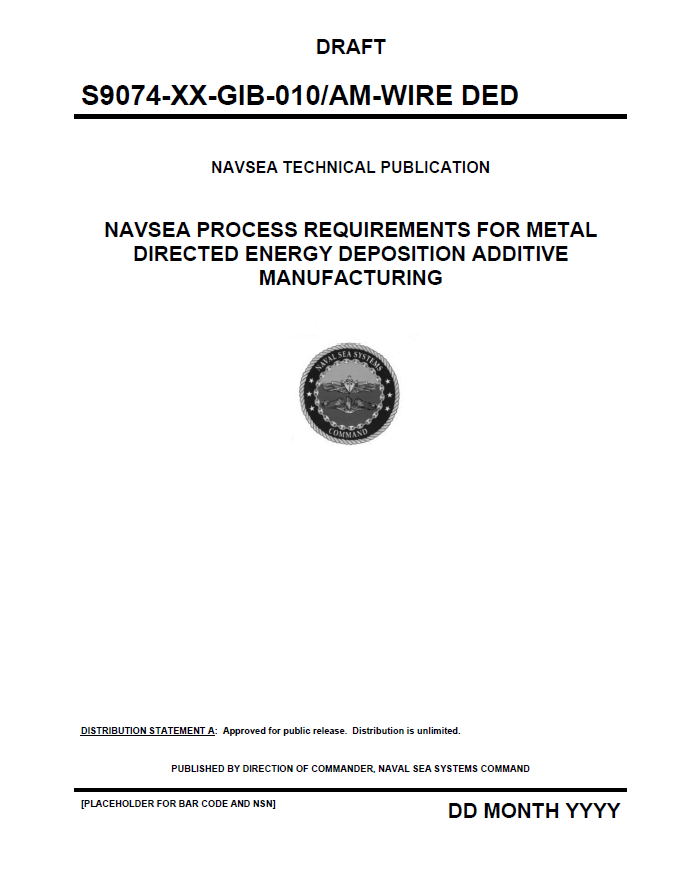 DRAFT
S9074-XX-GIB-010/AM-WIRE DED
NAVSEA TECHNICAL PUBLICATION
NAVSEA PROCESS REQUIREMENTS FOR METAL
DIRECTED ENERGY DEPOSITION ADDITIVE
MANUFACTURING
NAVAL SEA SYSTEMS
COMMAND
DISTRIBUTION STATEMENT A: Approved for public release. Distribution is unlimited.
PUBLISHED BY DIRECTION OF COMMANDER, NAVAL SEA SYSTEMS COMMAND
[PLACEHOLDER FOR BAR CODE AND NSN]
DD MONTH YYYY